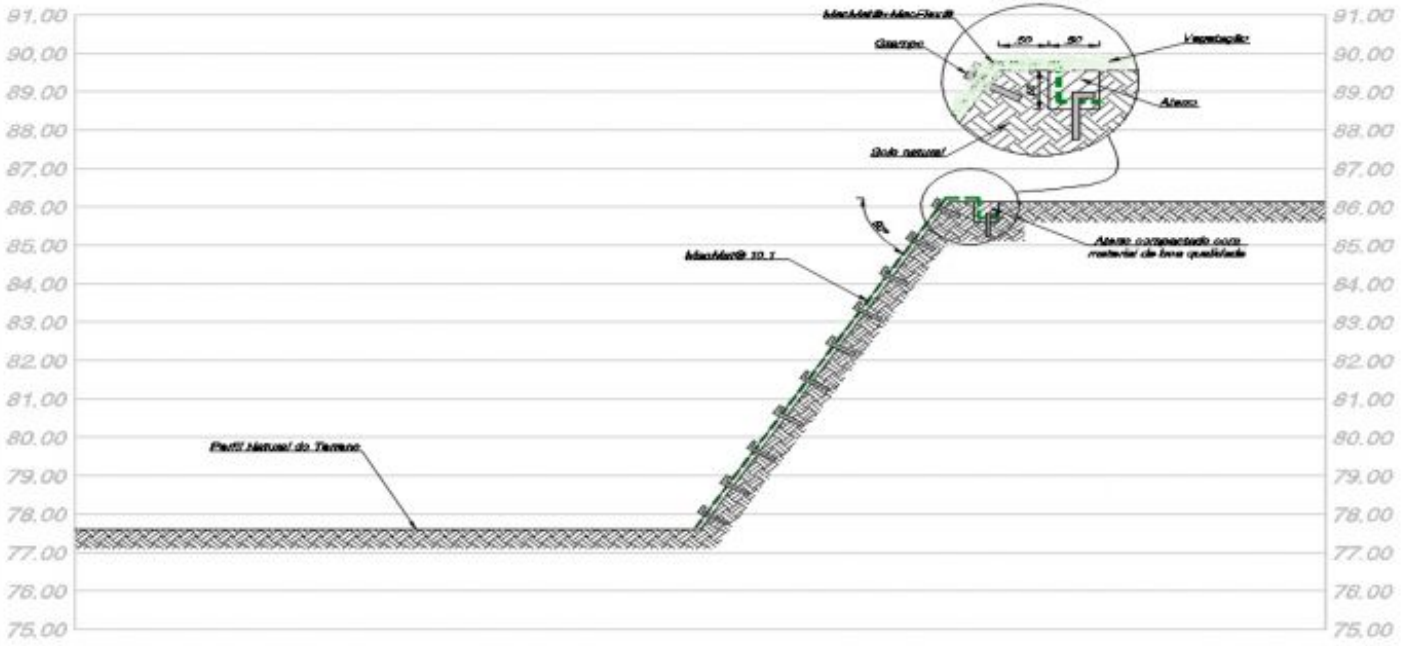 91,00 91,00
90,00 90,00
89,00 89,00
88,00 88,00
87,00 87,00
86,00 86,00
85,00 85,00
84,00 84,00
83,00 83,00
82,00 82,00
81,00 81,00
80,00 80,00
79,00 79,00
78,00 78,00
77,00 77,00
76,00 76,00
75,00 75,00
Grampo
50 50
Vegetação
Aterro
Solo natural
MacMat® 10.1
Aterro compactado com
material de boa qualidade
Perfil Natural do Terreno